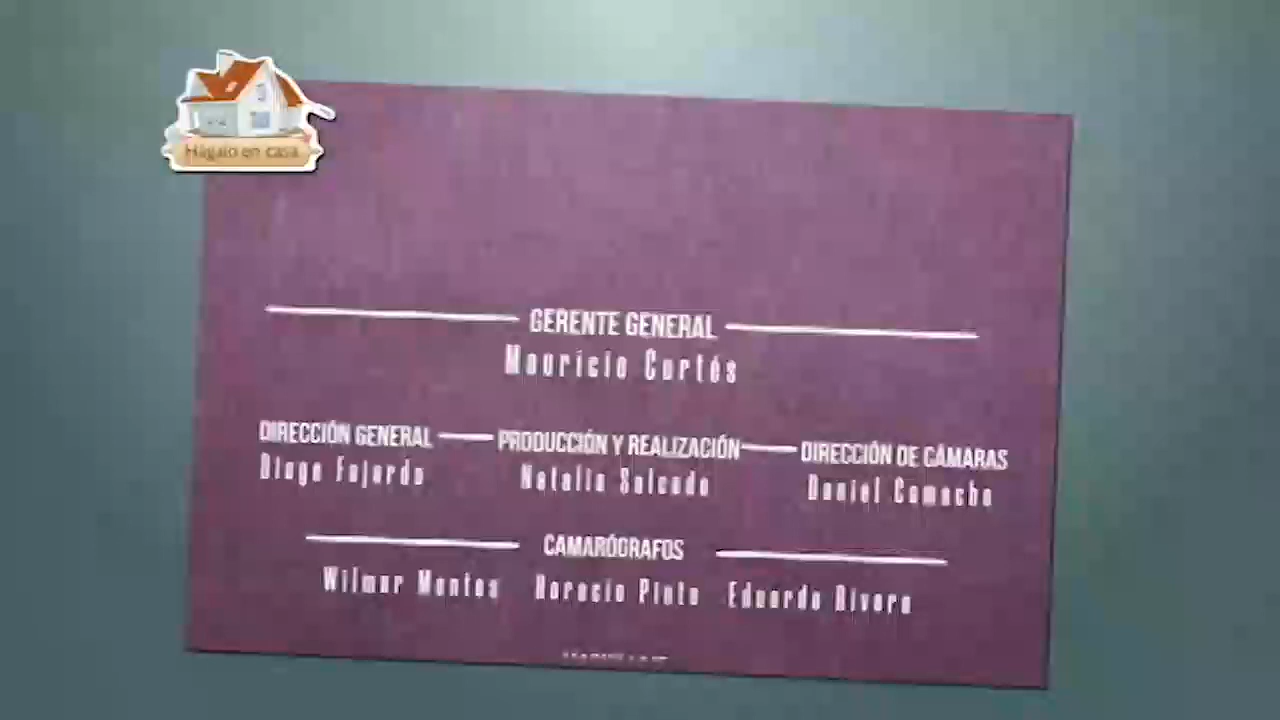 Hágalo en casa
GERENTE GENERAL
Mauricio Cortés
DIRECCIÓN GENERAL PRODUCCIÓN Y REALIZACIÓN DIRECCIÓN DE CÁMARAS
Diego Fajardo Natalia Salcedo Daniel Camacho
CAMARÓGRAFOS
Wilmar Montes Horacio Pinto Eduardo Rivera